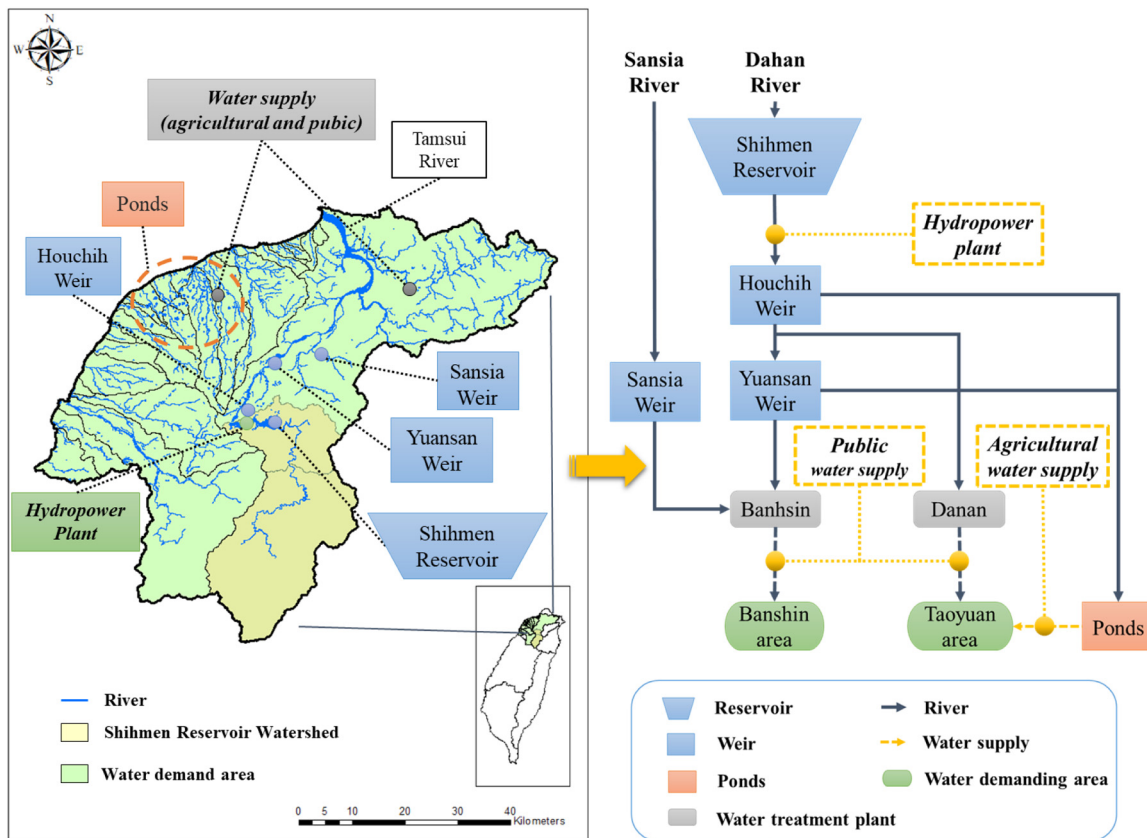 N
W
E
S
Water supply
(agricultural and pubic)
Tamsui
River
Ponds
Houchih
Weir
Sansia
Weir
Yuansan
Weir
Hydropower
Plant
Shihmen
Reservoir
River
Shihmen Reservoir Watershed
Water demand area
0 5 10 20 30 40
Kilometers
Sansia
River
Dahan
River
Shihmen
Reservoir
Hydropower
plant
Houchih
Weir
Sansia
Weir
Yuansan
Weir
Public
water supply
Agricultural
water supply
Banhsin
Danan
Banshin
area
Taoyuan
area
Ponds
Reservoir
River
Weir
Water supply
Ponds
Water demanding area
Water treatment plant